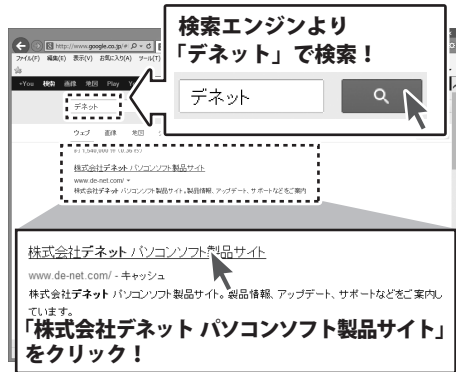 検索エンジンより
「デネット」で検索！
デネット
http://www.google.co.jp/#
ファイル(F) 編集(E) 表示(V) お気に入り(A) ツール(T)
+You 検索 画像 地図 Play
デネット
ウェブ 画像 地図
株式会社デネット パソコンソフト製品サイト
www.de-net.com/
株式会社デネット パソコンソフト製品サイト。製品情報、アップデート、サポートなどをご案内
株式会社デネット パソコンソフト製品サイト
www.de-net.com/ - キャッシュ
株式会社デネット パソコンソフト製品サイト。製品情報、アップデート、サポートなどをご案内し
ています。
「株式会社デネット パソコンソフト製品サイト」
をクリック！